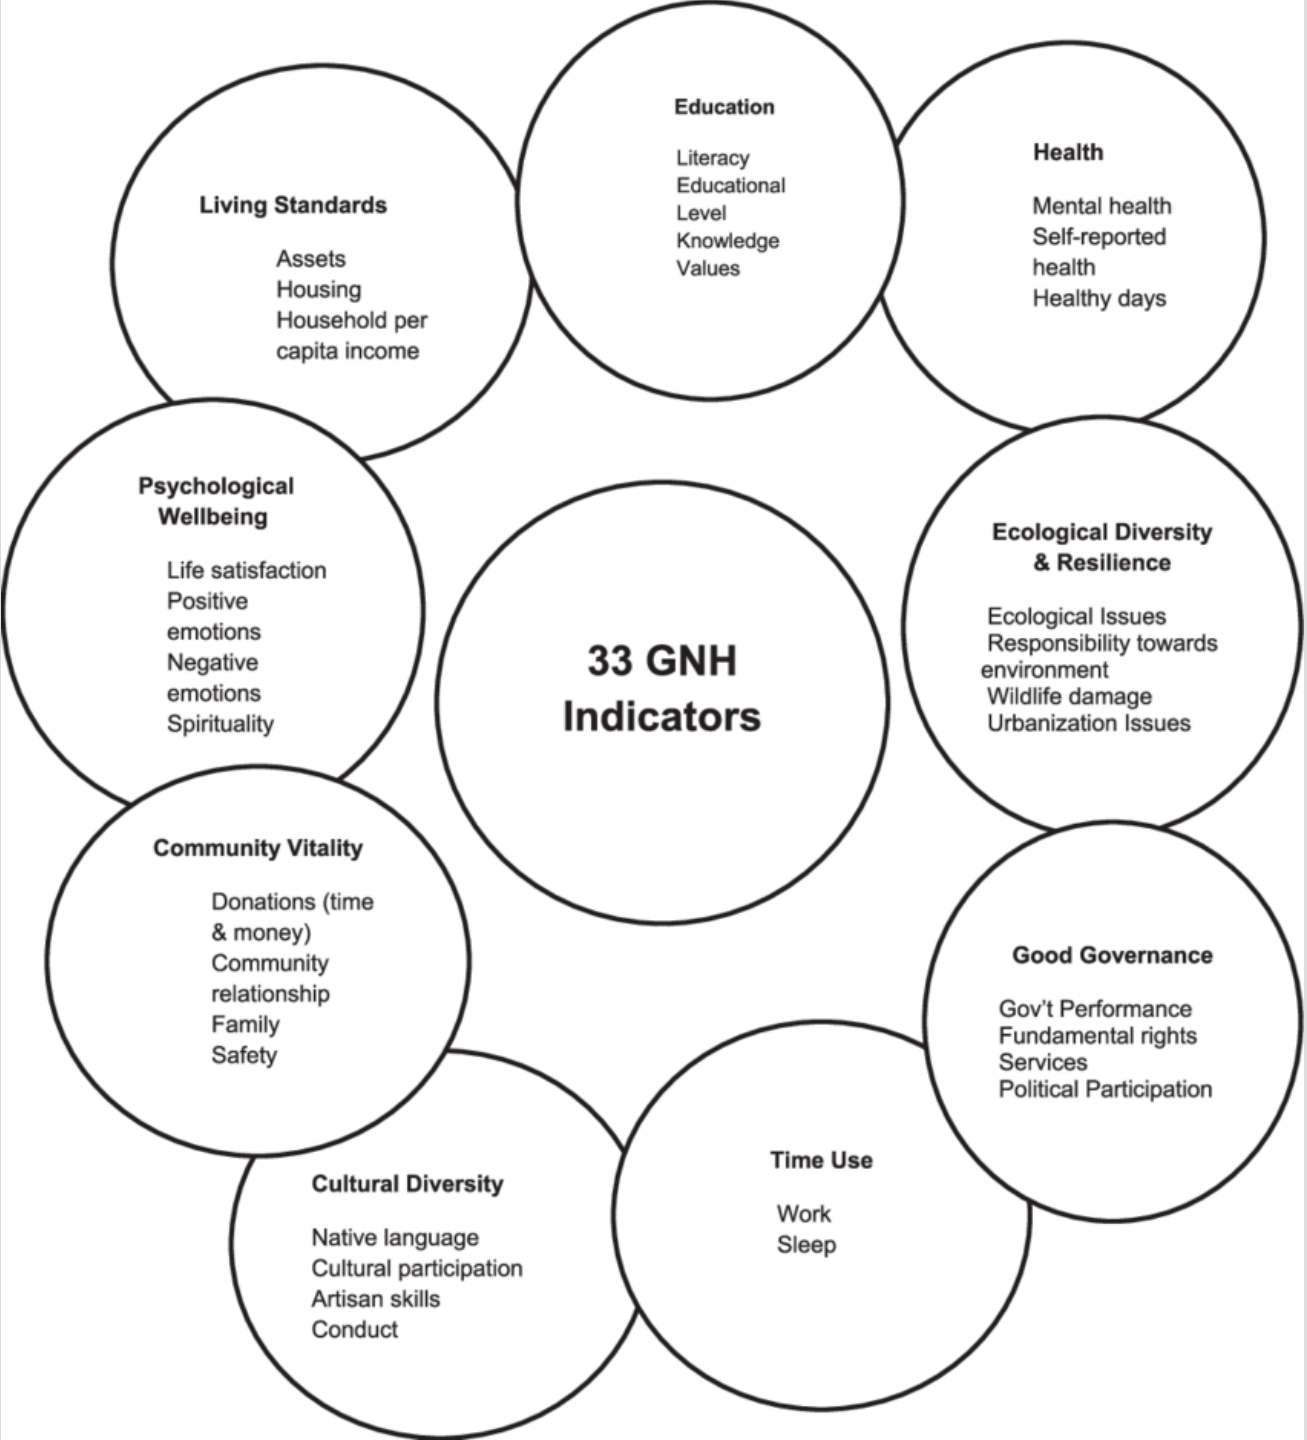 Education
Literacy
Educational
Level
Knowledge
Values
Health
Mental health
Self-reported
health
Healthy days
Living Standards
Assets
Housing
Household per
capita income
Psychological
Wellbeing
Life satisfaction
Positive
emotions
Negative
emotions
Spirituality
33 GNH
Indicators
Ecological Diversity
& Resilience
Ecological Issues
Responsibility towards
environment
Wildlife damage
Urbanization Issues
Community Vitality
Donations (time
& money)
Community
relationship
Family
Safety
Good Governance
Gov’t Performance
Fundamental rights
Services
Political Participation
Cultural Diversity
Native language
Cultural participation
Artisan skills
Conduct
Time Use
Work
Sleep